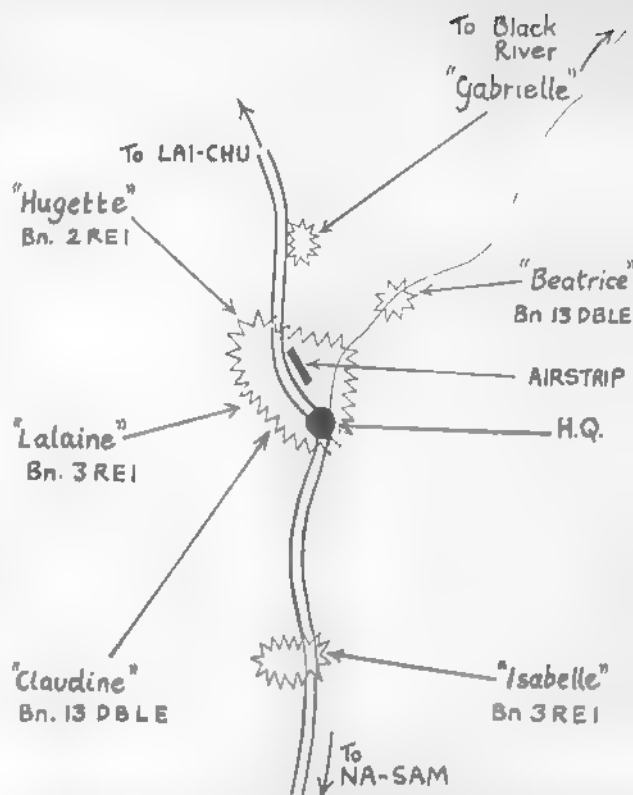 To Black
River
"Gabrielle"
To LAI-CHU
"Hugette"
Bn. 2 REI
"Beatrice"
Bn 13 DBLE
AIRSTRIP
H.Q.
"Lalaine"
Bn. 3 REI
"Claudine"
Bn. 13 DBLE
"Isabelle"
Bn 3 REI
To
NA-SAM